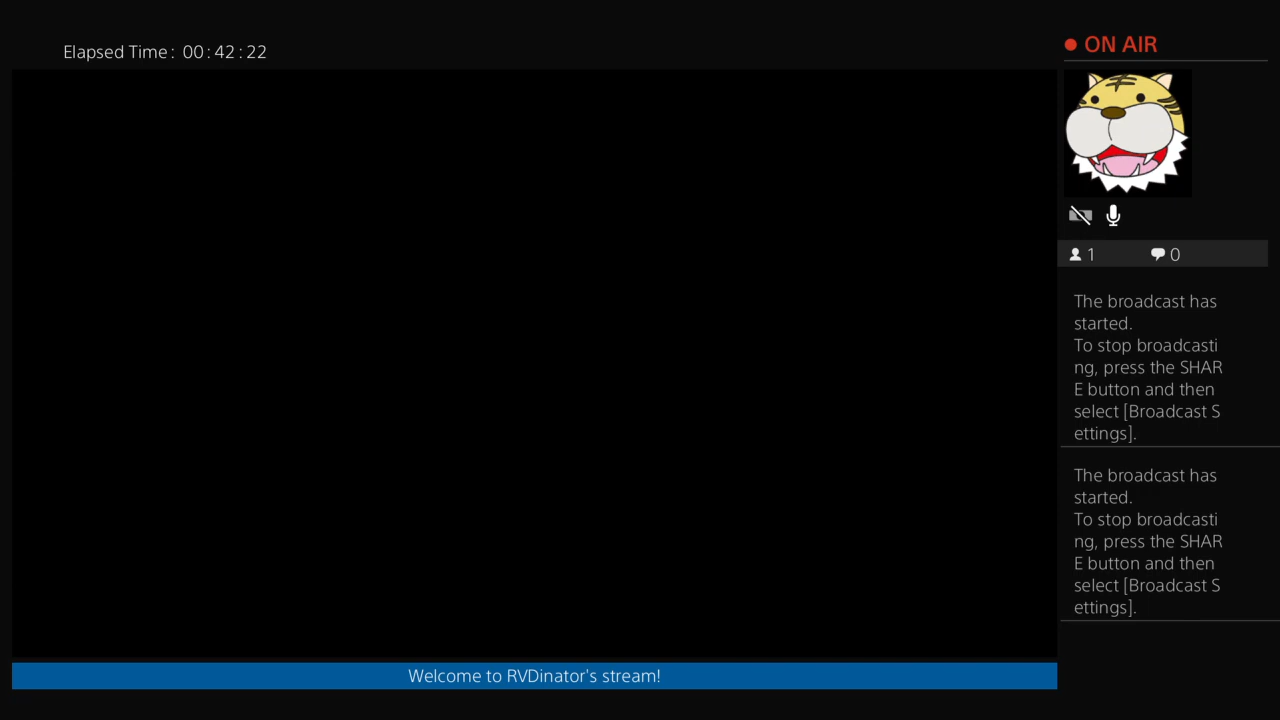 Elapsed Time: 00:42:22
ON AIR
1 0
The broadcast has
started.
To stop broadcasti
ng, press the SHAR
E button and then
select [Broadcast S
ettings].
The broadcast has
started.
To stop broadcasti
ng, press the SHAR
E button and then
select [Broadcast S
ettings].
Welcome to RVDinator's stream!